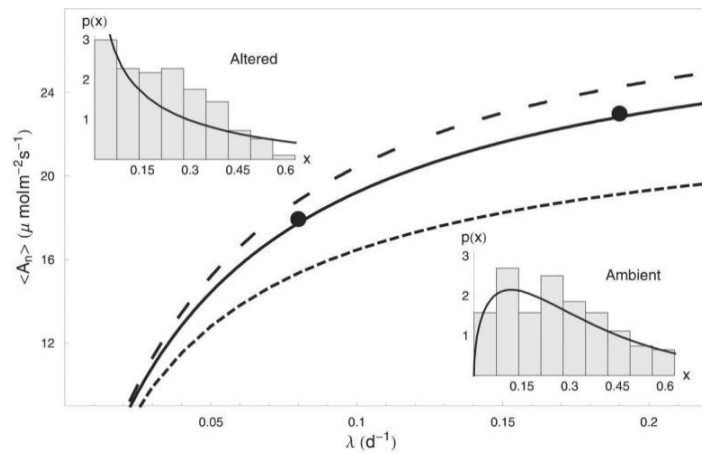 p(x)
3
2
1
Altered
0.15
0.3
0.45
0.6
x
24
20
16
12
<An> (μ molm−2s−1)
p(x)
3
2
1
Ambient
0.15
0.3
0.45
0.6
x
0.05
0.1
0.15
0.2
λ (d−1)